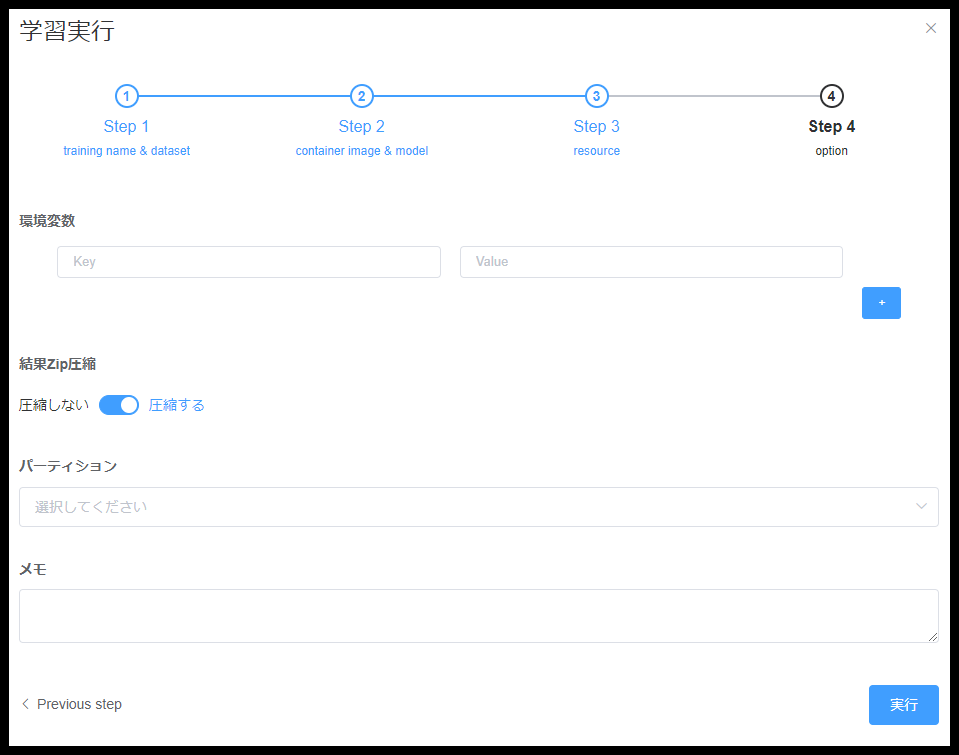 学習実行
1 2 3 4
Step 1 Step 2 Step 3 Step 4
training name & dataset container image & model resource option
環境変数
Key Value
+
結果Zip圧縮
圧縮しない 圧縮する
パーティション
選択してください
メモ
Previous step 実行